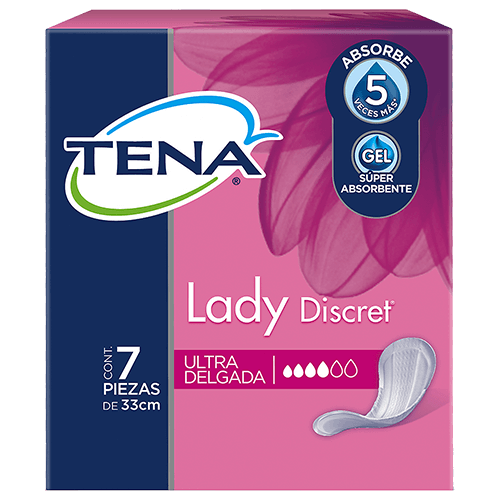 ABSORBE
5
VECES MÁS*
GEL
SÚPER
ABSORBENTE
TENA®
Lady Discret®
ULTRA
DELGADA
CONT. 7
PIEZAS
DE 33cm